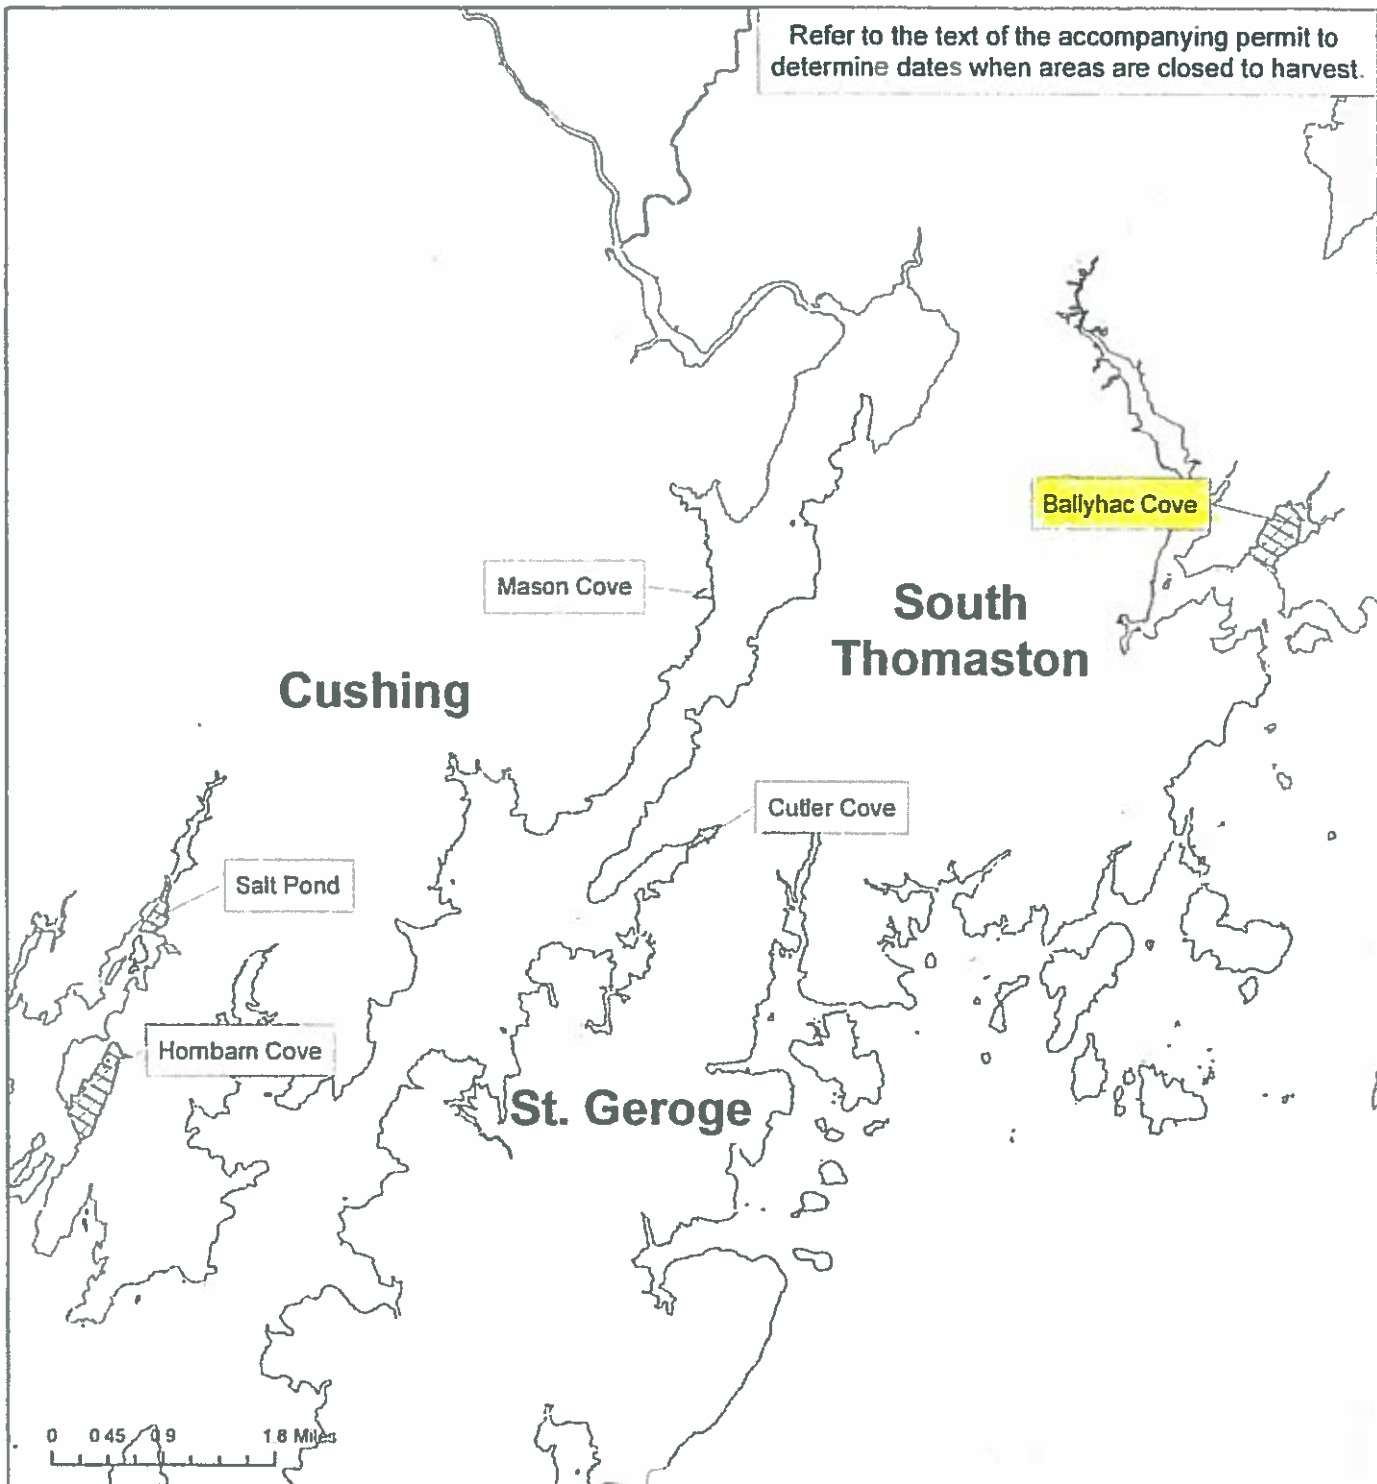 Refer to the text of the accompanying permit to
determine dates when areas are closed to harvest.
Ballyhac Cove
Mason Cove
South
Thomaston
Cushing
Cutler Cove
Salt Pond
Hornbarn Cove
St. Geroge
0 0.45 0.9 1.8 Miles